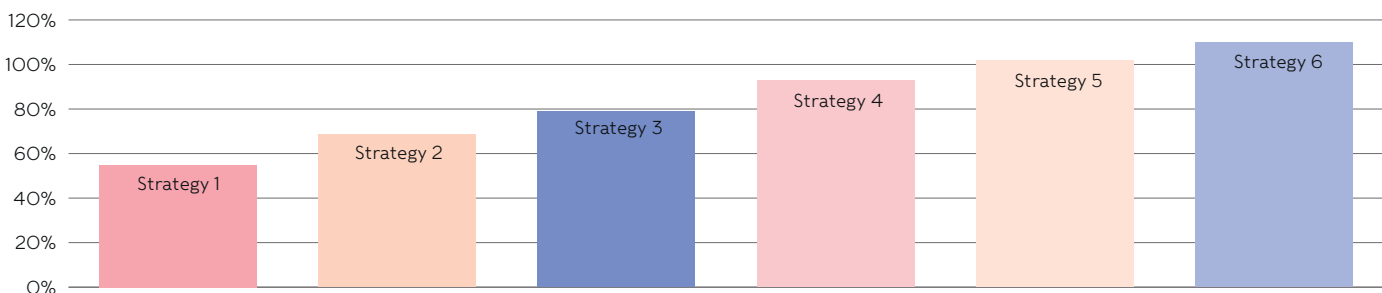 120%
100%
80%
60%
40%
20%
0%
Strategy 1
Strategy 2
Strategy 3
Strategy 4
Strategy 5
Strategy 6